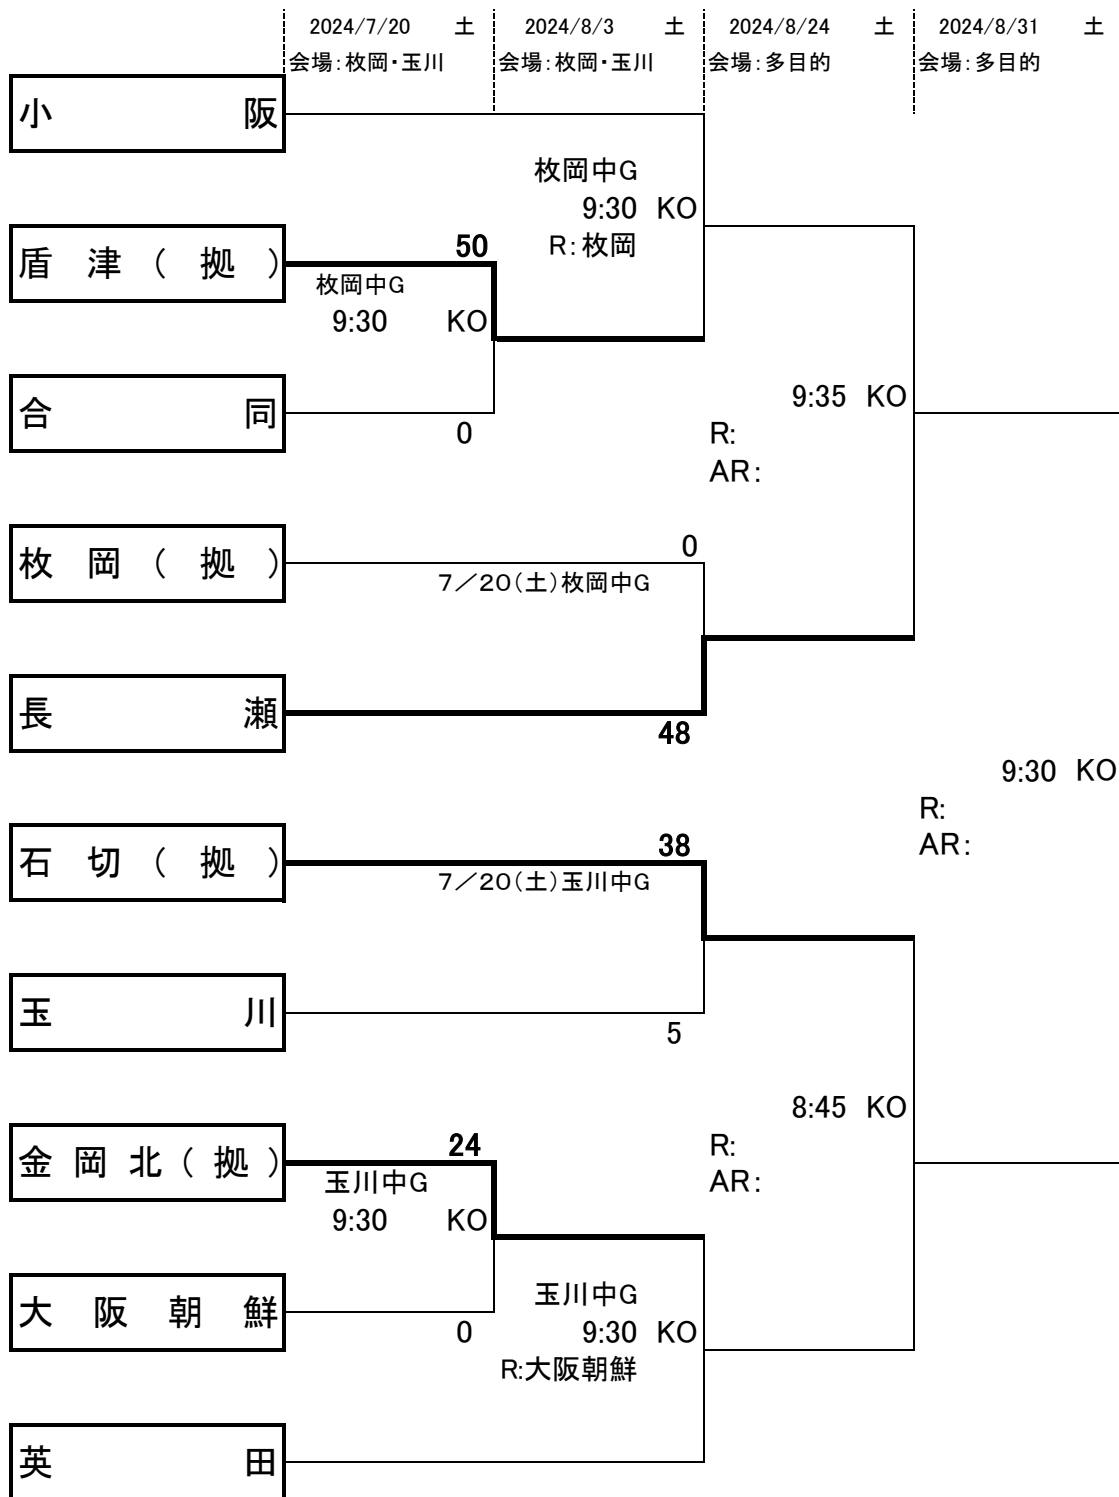 2024/7/20 土 2024/8/3 土 2024/8/24 土 2024/8/31 土
会場:枚岡・玉川 会場:枚岡・玉川 会場:多目的 会場:多目的
小阪
枚岡中G
9:30 KO
R:枚岡
盾津(拠)
50
枚岡中G
9:30 KO
合同
0
9:35 KO
R:
AR:
枚岡(拠)
0
7/20(土)枚岡中G
長瀬
48
9:30 KO
R:
AR:
石切(拠)
38
7/20(土)玉川中G
玉川
5
8:45 KO
R:
AR:
金岡北(拠)
24
玉川中G
9:30 KO
大阪朝鮮
0
玉川中G
9:30 KO
R:大阪朝鮮
英田